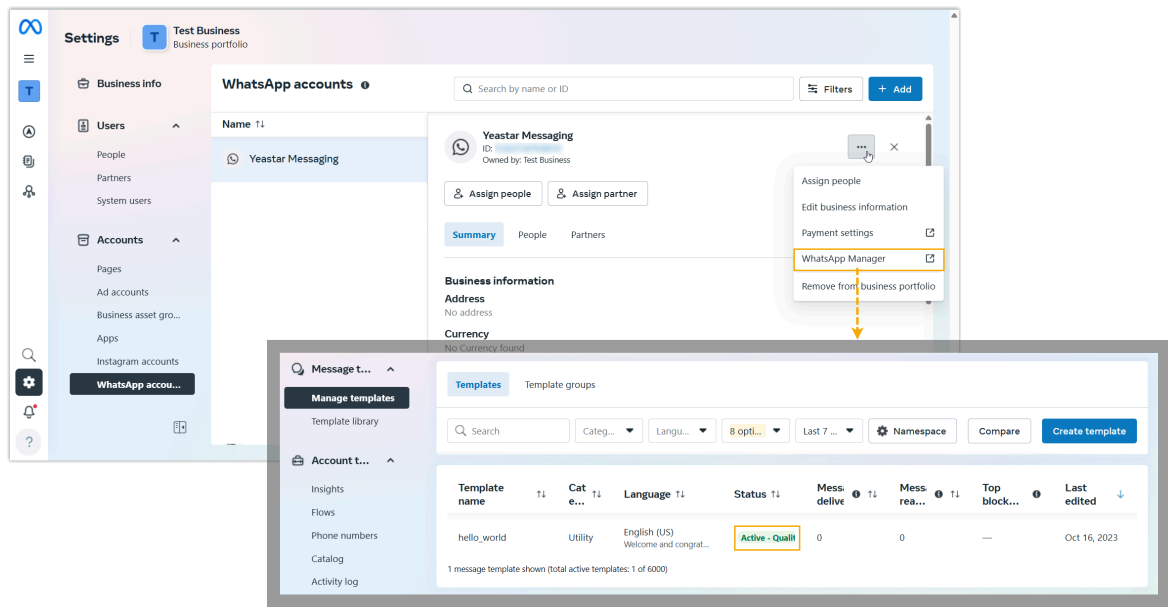 Settings
T
Test Business
Business portfolio
T
Business info
Users
People
Partners
System users
Accounts
Pages
Ad accounts
Business asset gro...
Apps
Instagram accounts
WhatsApp accou...
?
WhatsApp accounts
Search by name or ID
Filters
+ Add
Name
Yeastar Messaging
Yeastar Messaging
ID:
Owned by: Test Business
Assign people
Assign partner
Summary
People
Partners
Business information
Address
No address
Currency
No Currency found
Assign people
Edit business information
Payment settings
WhatsApp Manager
Remove from business portfolio
Message t...
Manage templates
Template library
Account t...
Insights
Flows
Phone numbers
Catalog
Activity log
Templates
Template groups
Search
Categ...
Langu...
8 opti...
Last 7 ...
Namespace
Compare
Create template
Template name
Cat e...
Language
Status
Messa delive
Messa rea...
Top block...
Last edited
hello_world
Utility
English (US)
Welcome and congrat...
Active - Qualit
0
0
—
Oct 16, 2023
1 message template shown (total active templates: 1 of 6000)